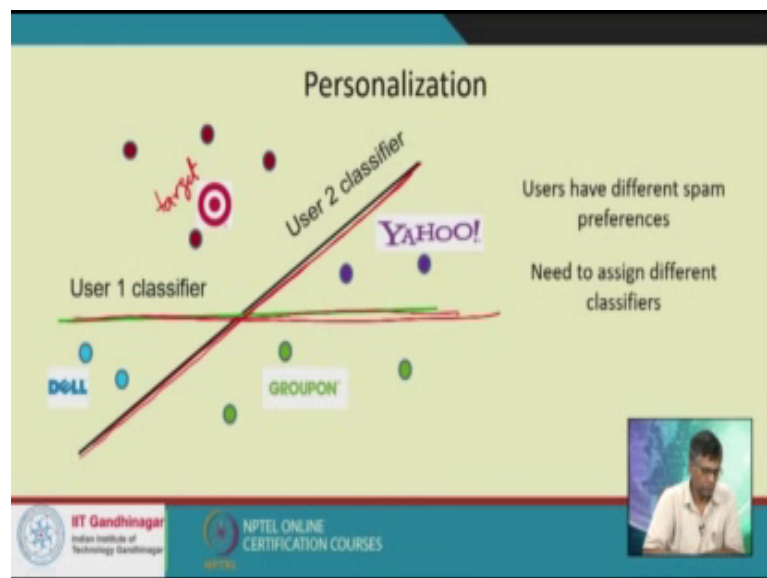 Personalization
target
User 2 classifier
YAHOO!
Users have different spam
preferences
User 1 classifier
Need to assign different
classifiers
DELL
GROUPON
IIT Gandhinagar
Indian Institute of
Technology Gandhinagar
NPTEL
NPTEL ONLINE
CERTIFICATION COURSES